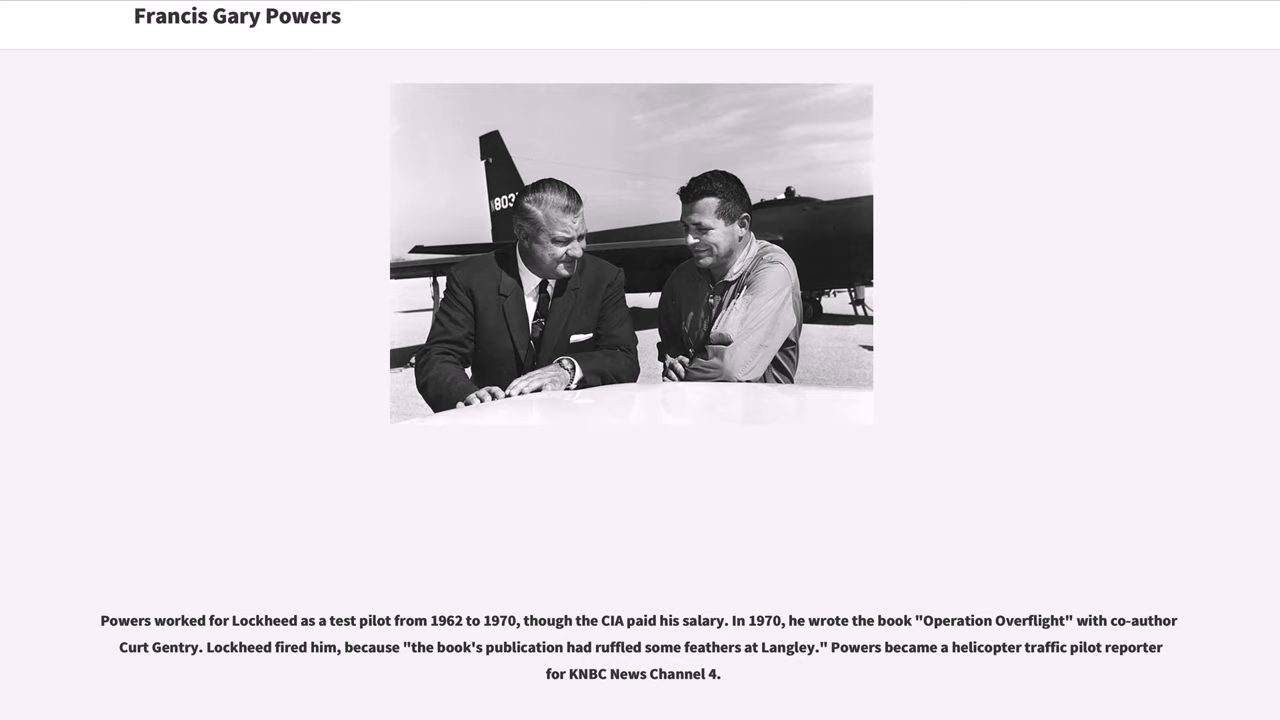 Francis Gary Powers
N803
Powers worked for Lockheed as a test pilot from 1962 to 1970, though the CIA paid his salary. In 1970, he wrote the book "Operation Overflight" with co-author
Curt Gentry. Lockheed fired him, because "the book's publication had ruffled some feathers at Langley." Powers became a helicopter traffic pilot reporter
for KNBC News Channel 4.